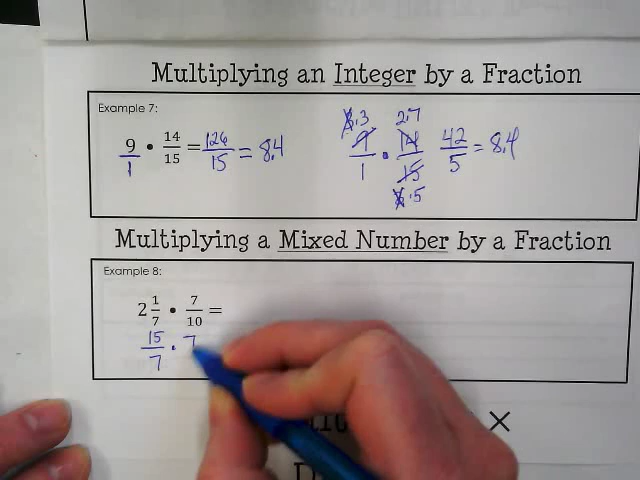 Multiplying an Integer by a Fraction
Example 7:
9/1 • 14/15 = 126/15 = 8.4
3·3 2·7
9/1 · 14/15 42/5 = 8.4
3·5
Multiplying a Mixed Number by a Fraction
Example 8:
2 1/7 • 7/10 =
15/7 · 7
×